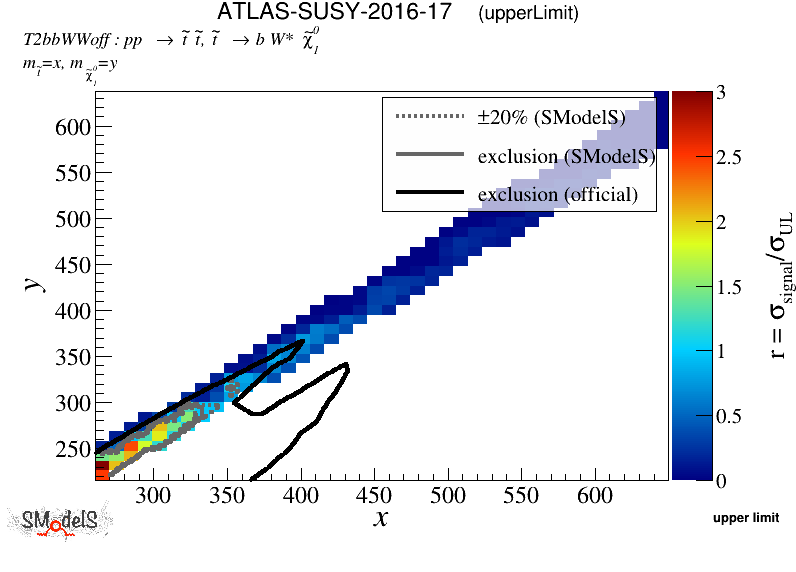 ATLAS-SUSY-2016-17 (upperLimit)
T2bbWWoff : pp → t̃ t̃, t̃ → b W* χ̃₁⁰
m_t̃=x, m_χ̃₁⁰=y
±20% (SModelS)
exclusion (SModelS)
exclusion (official)
600
550
500
450
400
350
300
250
y
300 350 400 450 500 550 600
x
3
2.5
2
1.5
1
0.5
0
r = σ_signal/σ_UL
SModelS
upper limit